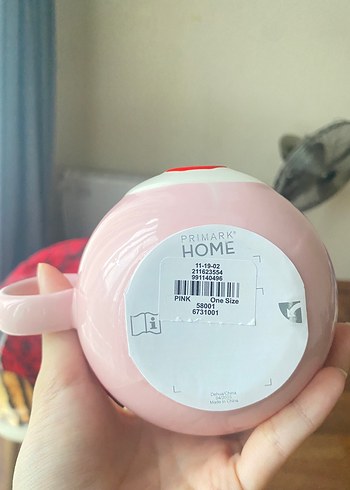 PRIMARK®
HOME
11-19-02
211623554
991140496
PINK One Size
58001
6731001
Made in China